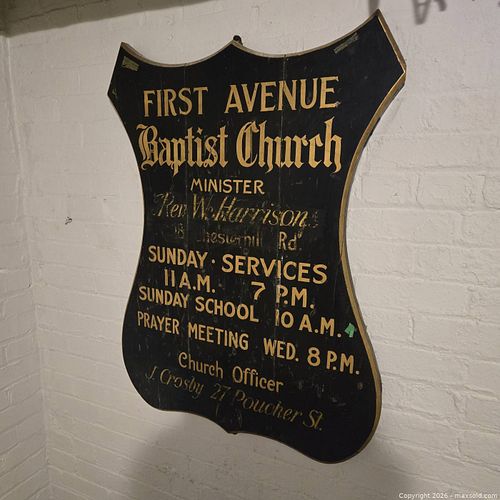 FIRST AVENUE
Baptist Church
MINISTER
Rev. W. Harrison
Rd.
SUNDAY · SERVICES
11 A.M. 7 P.M.
SUNDAY SCHOOL 10 A.M.
PRAYER MEETING WED. 8 P.M.
Church Officer
J. Crosby 27 Poucher St.
Copyright © 2026 - maxsold.com